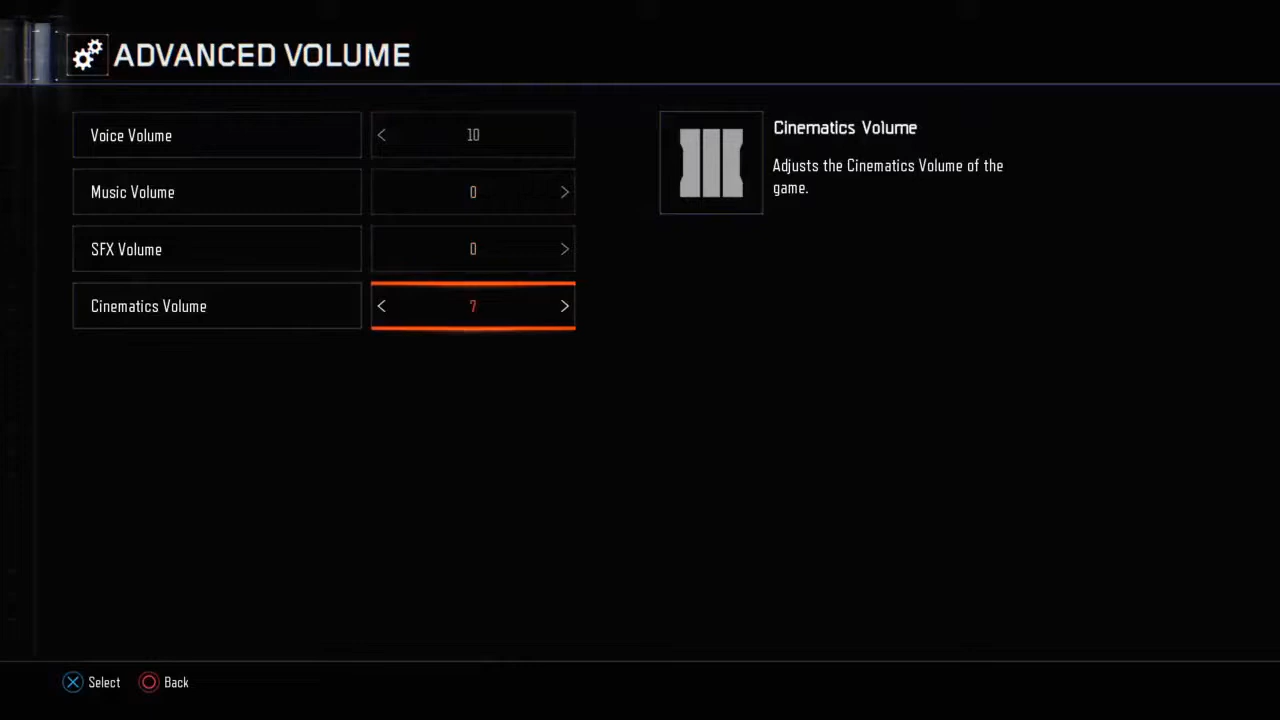 ADVANCED VOLUME
Voice Volume
10
Music Volume
0
SFX Volume
0
Cinematics Volume
7
Cinematics Volume
Adjusts the Cinematics Volume of the
game.
Select
Back